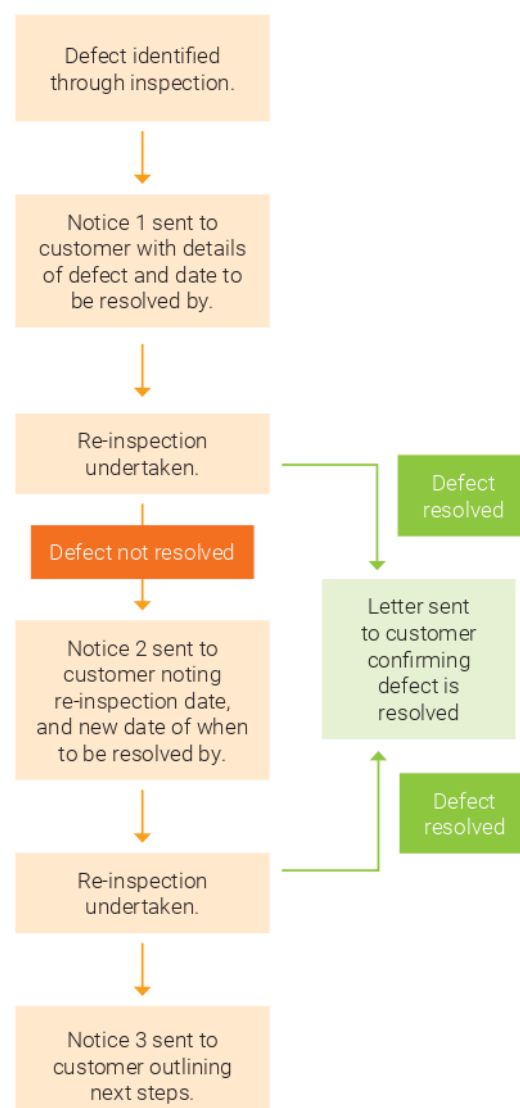 Defect identified
through inspection.
Notice 1 sent to
customer with details
of defect and date to
be resolved by.
Re-inspection
undertaken.
Defect
resolved
Defect not resolved
Letter sent
to customer
confirming
defect is
resolved
Notice 2 sent to
customer noting
re-inspection date,
and new date of when
to be resolved by.
Defect
resolved
Re-inspection
undertaken.
Notice 3 sent to
customer outlining
next steps.